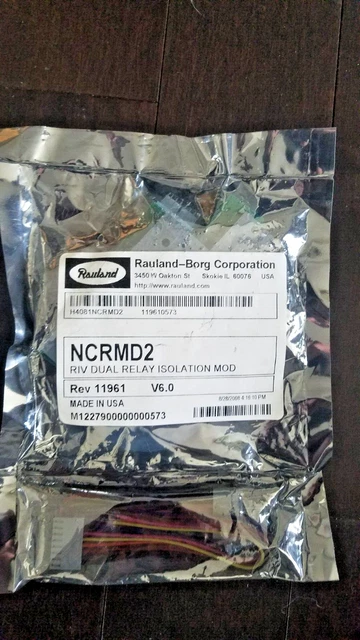 Rauland
Rauland-Borg Corporation
3450 W Oakton St Skokie IL 60076 USA
http://www.rauland.com
H4081NCRMD2 119610573
NCRMD2
RIV DUAL RELAY ISOLATION MOD
Rev 11961 V6.0
MADE IN USA
M1227900000000573